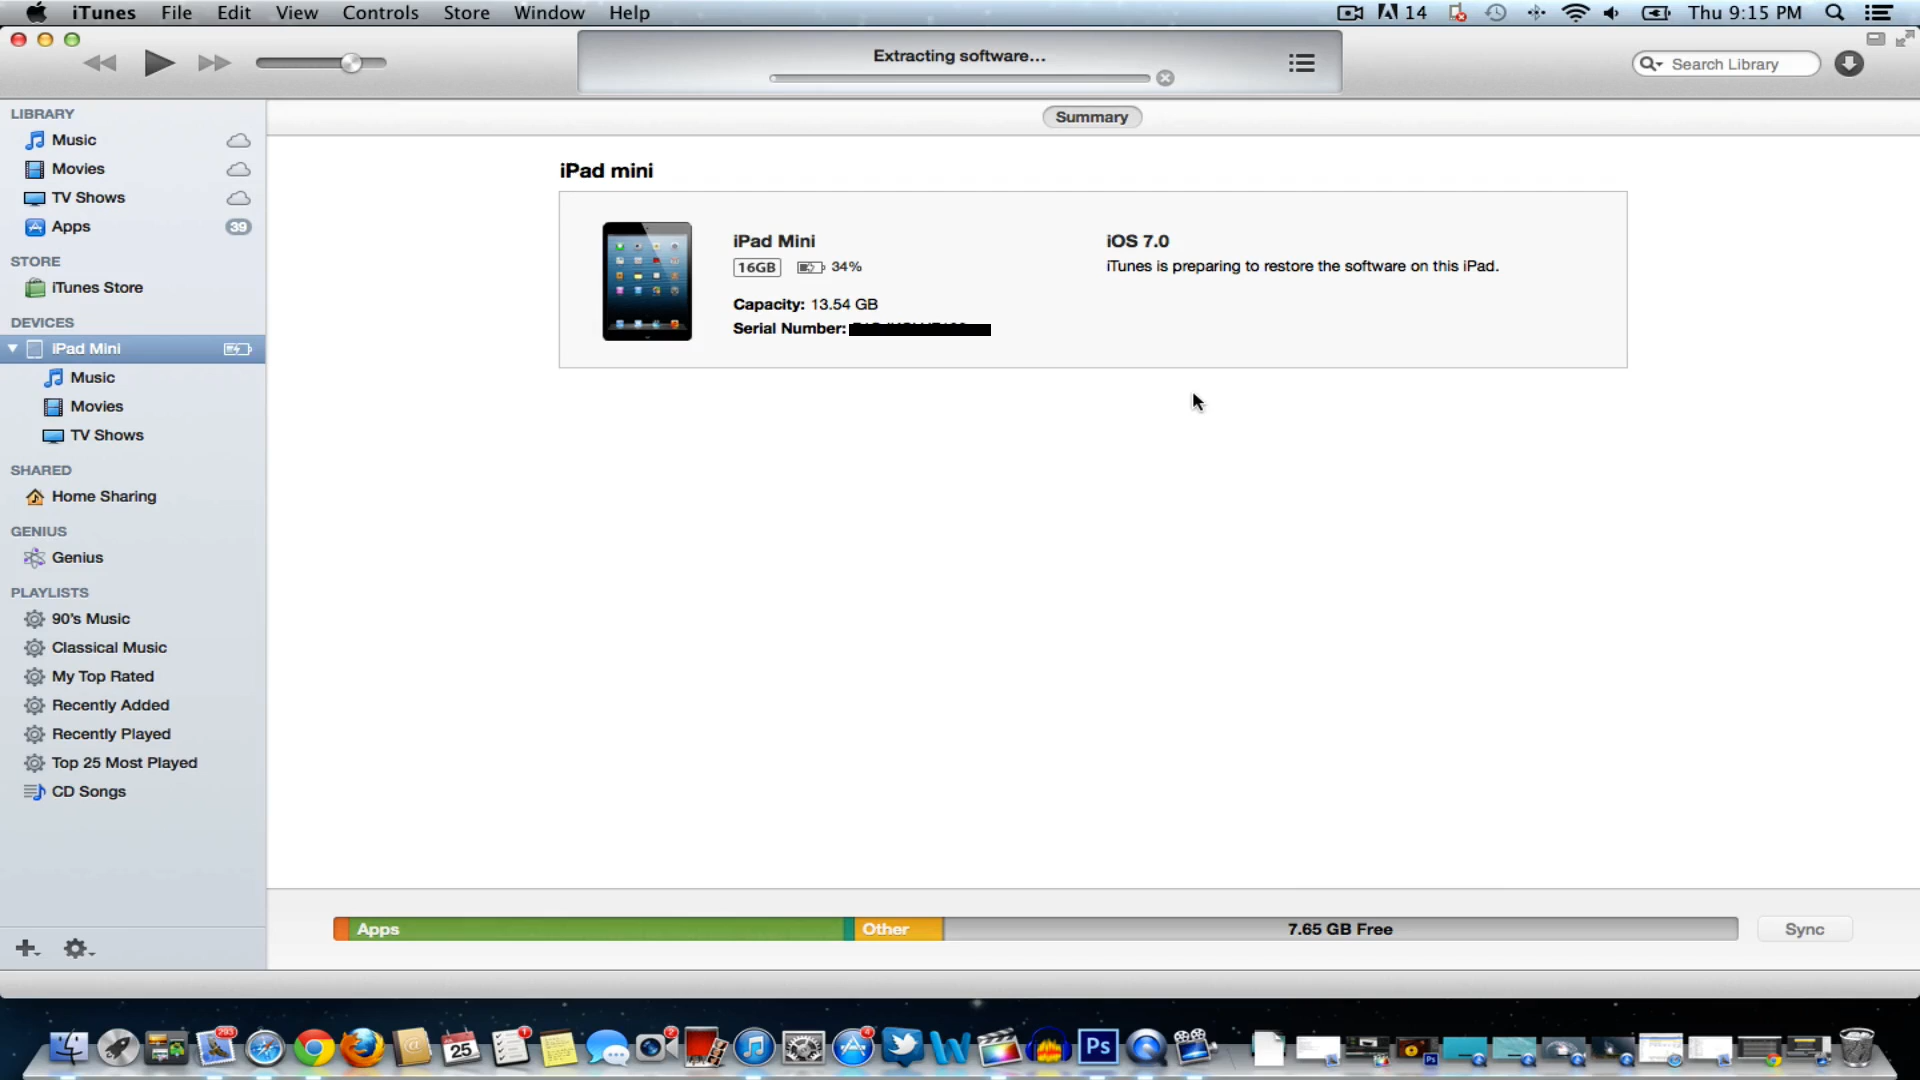 iTunes File Edit View Controls Store Window Help
14 Thu 9:15 PM
Extracting software...
Search Library
Summary
LIBRARY
Music
Movies
TV Shows
Apps 39
STORE
iTunes Store
DEVICES
iPad Mini
Music
Movies
TV Shows
SHARED
Home Sharing
GENIUS
Genius
PLAYLISTS
90's Music
Classical Music
My Top Rated
Recently Added
Recently Played
Top 25 Most Played
CD Songs
iPad mini
iPad Mini
16GB 34%
Capacity: 13.54 GB
Serial Number:
iOS 7.0
iTunes is preparing to restore the software on this iPad.
Apps Other 7.65 GB Free Sync
293 25 1 2 4 Ps